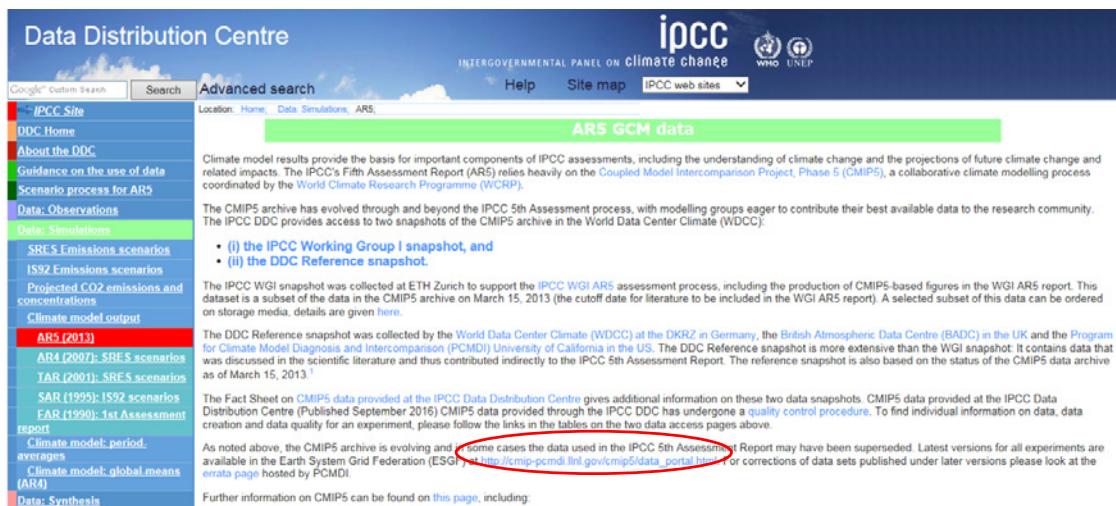 Data Distribution Centre
ipcc
INTERGOVERNMENTAL PANEL ON climate change
WMO UNEP
Google™ Custom Search Search Advanced search Help Site map IPCC web sites
IPCC Site
DDC Home
About the DDC
Guidance on the use of data
Scenario process for AR5
Data: Observations
Data: Simulations
SRES Emissions scenarios
IS92 Emissions scenarios
Projected CO2 emissions and
concentrations
Climate model output
AR5 (2013)
AR4 (2007): SRES scenarios
TAR (2001): SRES scenarios
SAR (1995): IS92 scenarios
FAR (1990): 1st Assessment
report
Climate model: period-
averages
Climate model: global means
(AR4)
Data: Synthesis
Location: Home; Data: Simulations; AR5;
AR5 GCM data
Climate model results provide the basis for important components of IPCC assessments, including the understanding of climate change and the projections of future climate change and
related impacts. The IPCC's Fifth Assessment Report (AR5) relies heavily on the Coupled Model Intercomparison Project, Phase 5 (CMIP5), a collaborative climate modelling process
coordinated by the World Climate Research Programme (WCRP).
The CMIP5 archive has evolved through and beyond the IPCC 5th Assessment process, with modelling groups eager to contribute their best available data to the research community.
The IPCC DDC provides access to two snapshots of the CMIP5 archive in the World Data Center Climate (WDCC):
• (i) the IPCC Working Group I snapshot, and
• (ii) the DDC Reference snapshot.
The IPCC WGI snapshot was collected at ETH Zurich to support the IPCC WGI AR5 assessment process, including the production of CMIP5-based figures in the WGI AR5 report. This
dataset is a subset of the data in the CMIP5 archive on March 15, 2013 (the cutoff date for literature to be included in the WGI AR5 report). A selected subset of this data can be ordered
on storage media, details are given here.
The DDC Reference snapshot was collected by the World Data Center Climate (WDCC) at the DKRZ in Germany, the British Atmospheric Data Centre (BADC) in the UK and the Program
for Climate Model Diagnosis and Intercomparison (PCMDI) University of California in the US. The DDC Reference snapshot is more extensive than the WGI snapshot: It contains data that
was discussed in the scientific literature and thus contributed indirectly to the IPCC 5th Assessment Report. The reference snapshot is also based on the status of the CMIP5 data archive
as of March 15, 2013.1
The Fact Sheet on CMIP5 data provided at the IPCC Data Distribution Centre gives additional information on these two data snapshots. CMIP5 data provided at the IPCC Data
Distribution Centre (Published September 2016) CMIP5 data provided through the IPCC DDC has undergone a quality control procedure. To find individual information on data, data
creation and data quality for an experiment, please follow the links in the tables on the two data access pages above.
As noted above, the CMIP5 archive is evolving and in some cases the data used in the IPCC 5th Assessment Report may have been superseded. Latest versions for all experiments are
available in the Earth System Grid Federation (ESGF) at http://cmip-pcmdi.llnl.gov/cmip5/data_portal.html. For corrections of data sets published under later versions please look at the
errata page hosted by PCMDI.
Further information on CMIP5 can be found on this page, including: